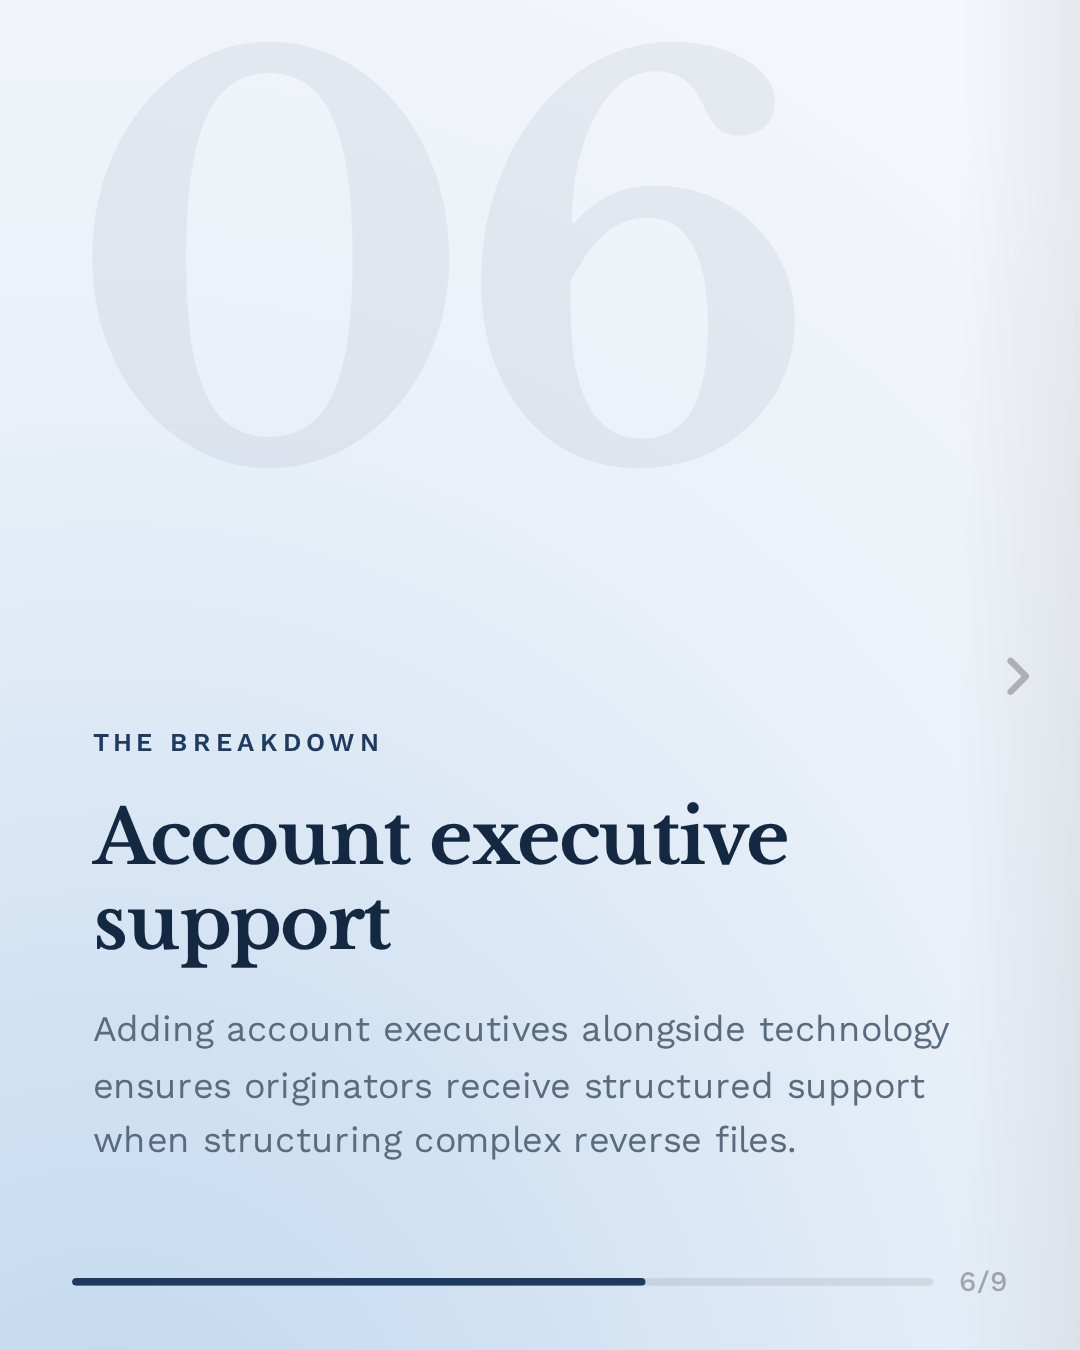 06
THE BREAKDOWN
Account executive
support
Adding account executives alongside technology
ensures originators receive structured support
when structuring complex reverse files.
6/9